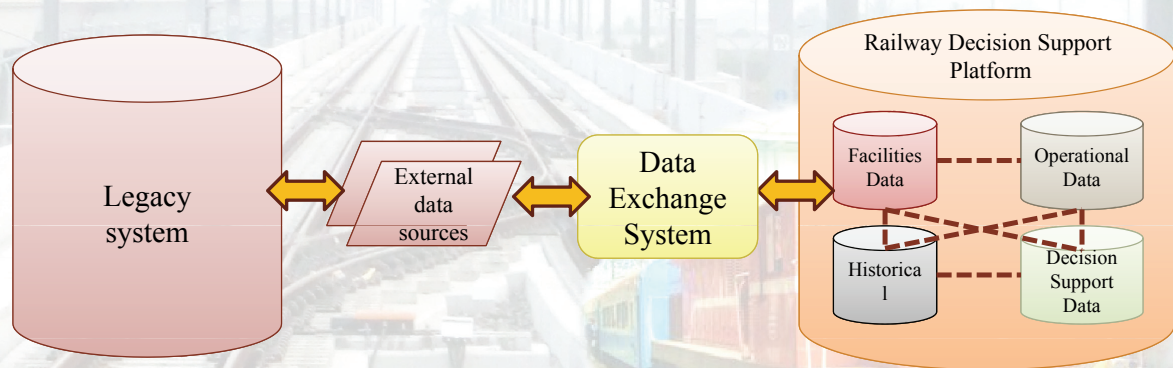 Legacy
system
External
data
sources
Data
Exchange
System
Railway Decision Support
Platform
Facilities
Data
Operational
Data
Historica
l
Decision
Support
Data